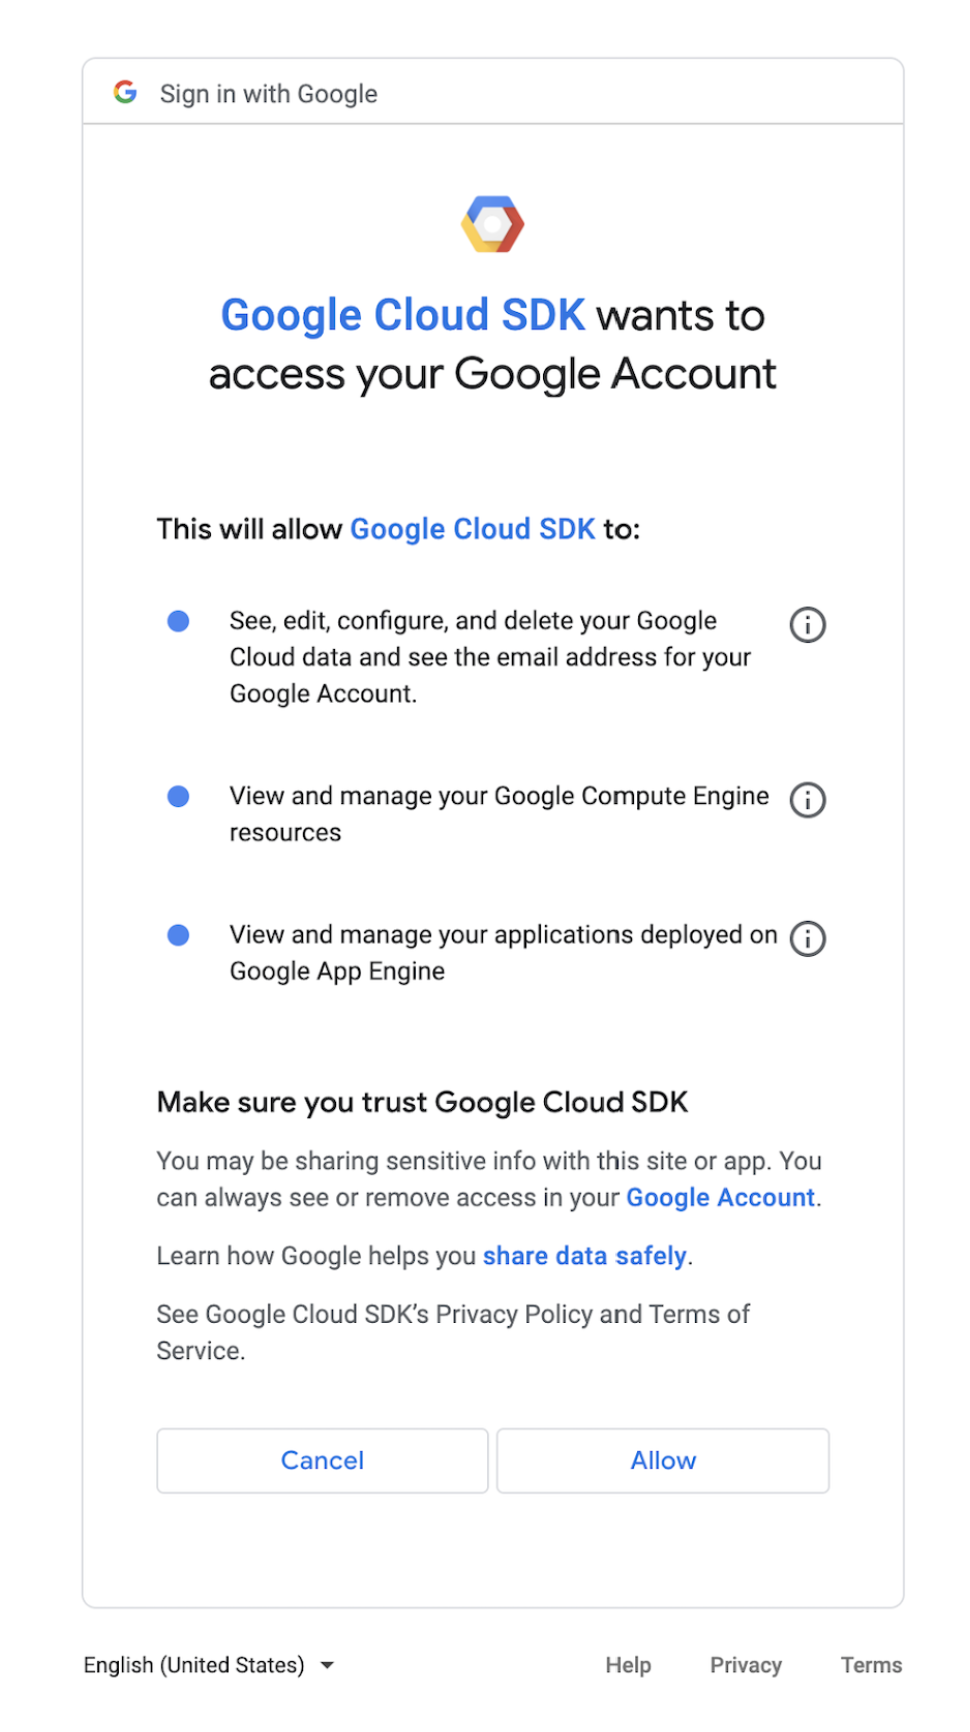 Sign in with Google
Google Cloud SDK wants to
access your Google Account
This will allow Google Cloud SDK to:
See, edit, configure, and delete your Google
Cloud data and see the email address for your
Google Account.
View and manage your Google Compute Engine
resources
View and manage your applications deployed on
Google App Engine
Make sure you trust Google Cloud SDK
You may be sharing sensitive info with this site or app. You
can always see or remove access in your Google Account.
Learn how Google helps you share data safely.
See Google Cloud SDK’s Privacy Policy and Terms of
Service.
Cancel Allow
English (United States) Help Privacy Terms